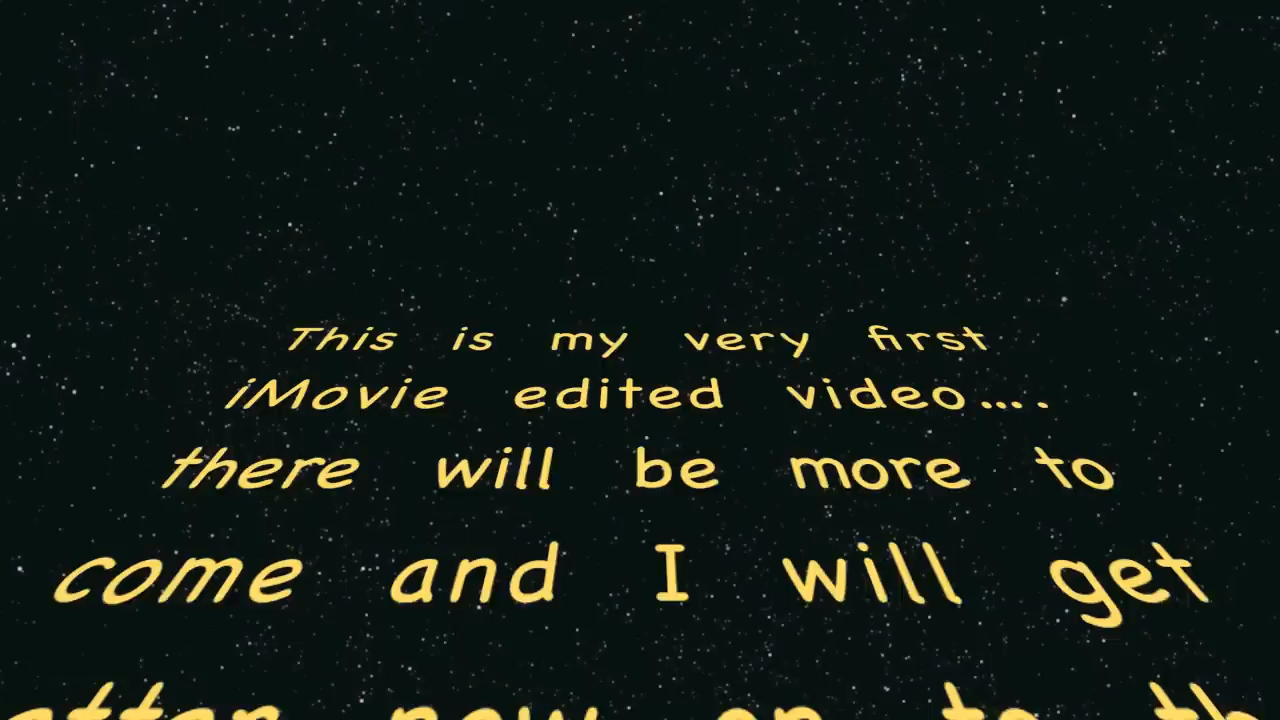 This is my very first
iMovie edited video....
there will be more to
come and I will get